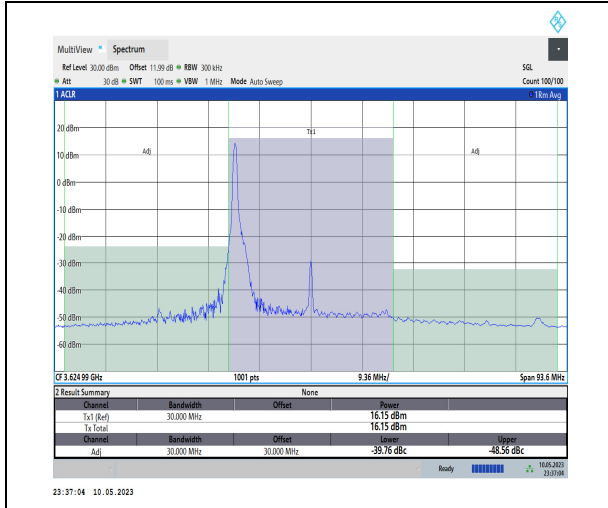 MultiView Spectrum
Ref Level 30.00 dBm Offset 11.99 dB RBW 300 kHz SGL
Att 30 dB SWT 100 ms VBW 1 MHz Mode Auto Sweep Count 100/100
1 ACLR 1Rm Avg
Tx1
20 dBm
Adj Adj
10 dBm
0 dBm
-10 dBm
-20 dBm
-30 dBm
-40 dBm
-50 dBm
-60 dBm
CF 3.624 99 GHz 1001 pts 9.36 MHz/ Span 93.6 MHz
2 Result Summary None
Channel Bandwidth Offset Power
Tx1 (Ref) 30.000 MHz 16.15 dBm
Tx Total 16.15 dBm
Channel Bandwidth Offset Lower Upper
Adj 30.000 MHz 30.000 MHz -39.76 dBc -48.56 dBc
Ready 10.05.2023
23:37:04
23:37:04 10.05.2023